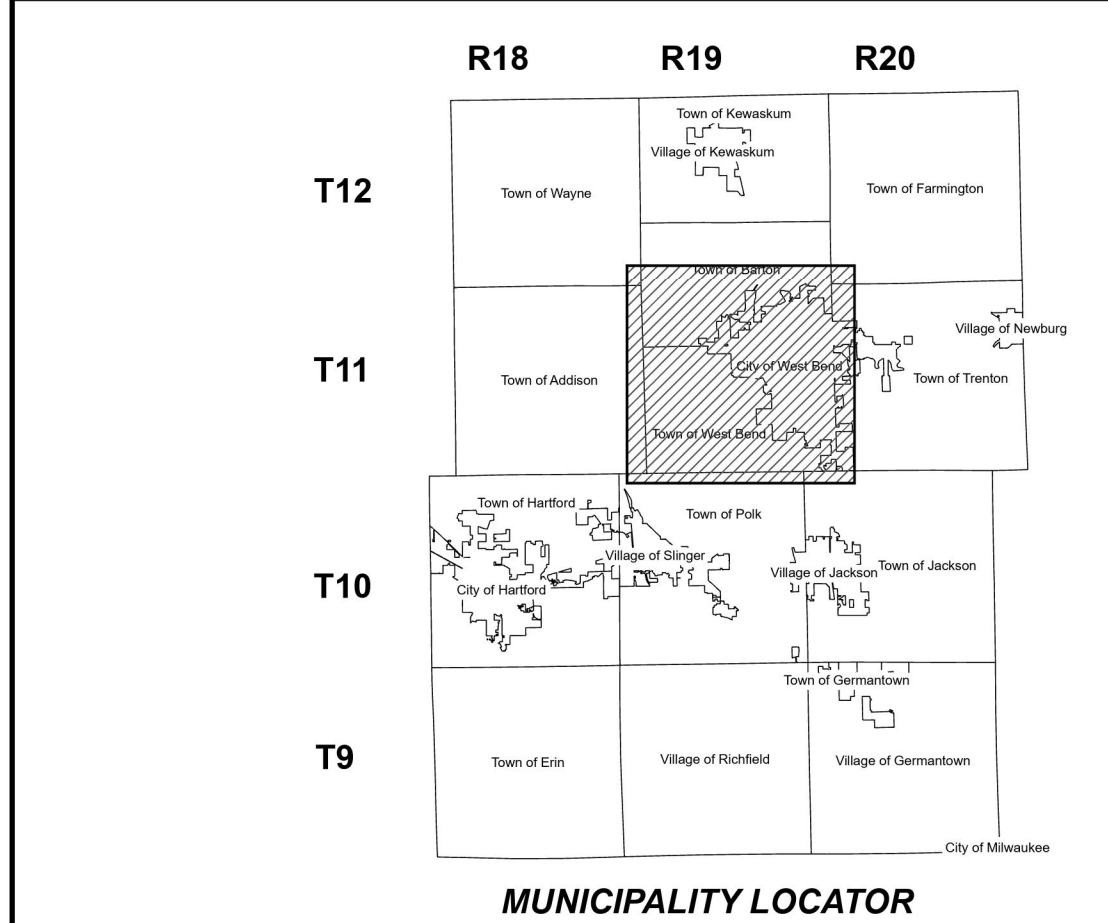 R18 R19 R20
Town of Kewaskum
Village of Kewaskum
T12
Town of Wayne
Town of Farmington
Town of Barton
Village of Newburg
T11
City of West Bend
Town of Addison
Town of Trenton
Town of West Bend
Town of Hartford
Town of Polk
Village of Slinger
T10
Village of Jackson
Town of Jackson
City of Hartford
Town of Germantown
T9
Town of Erin
Village of Richfield
Village of Germantown
City of Milwaukee
MUNICIPALITY LOCATOR